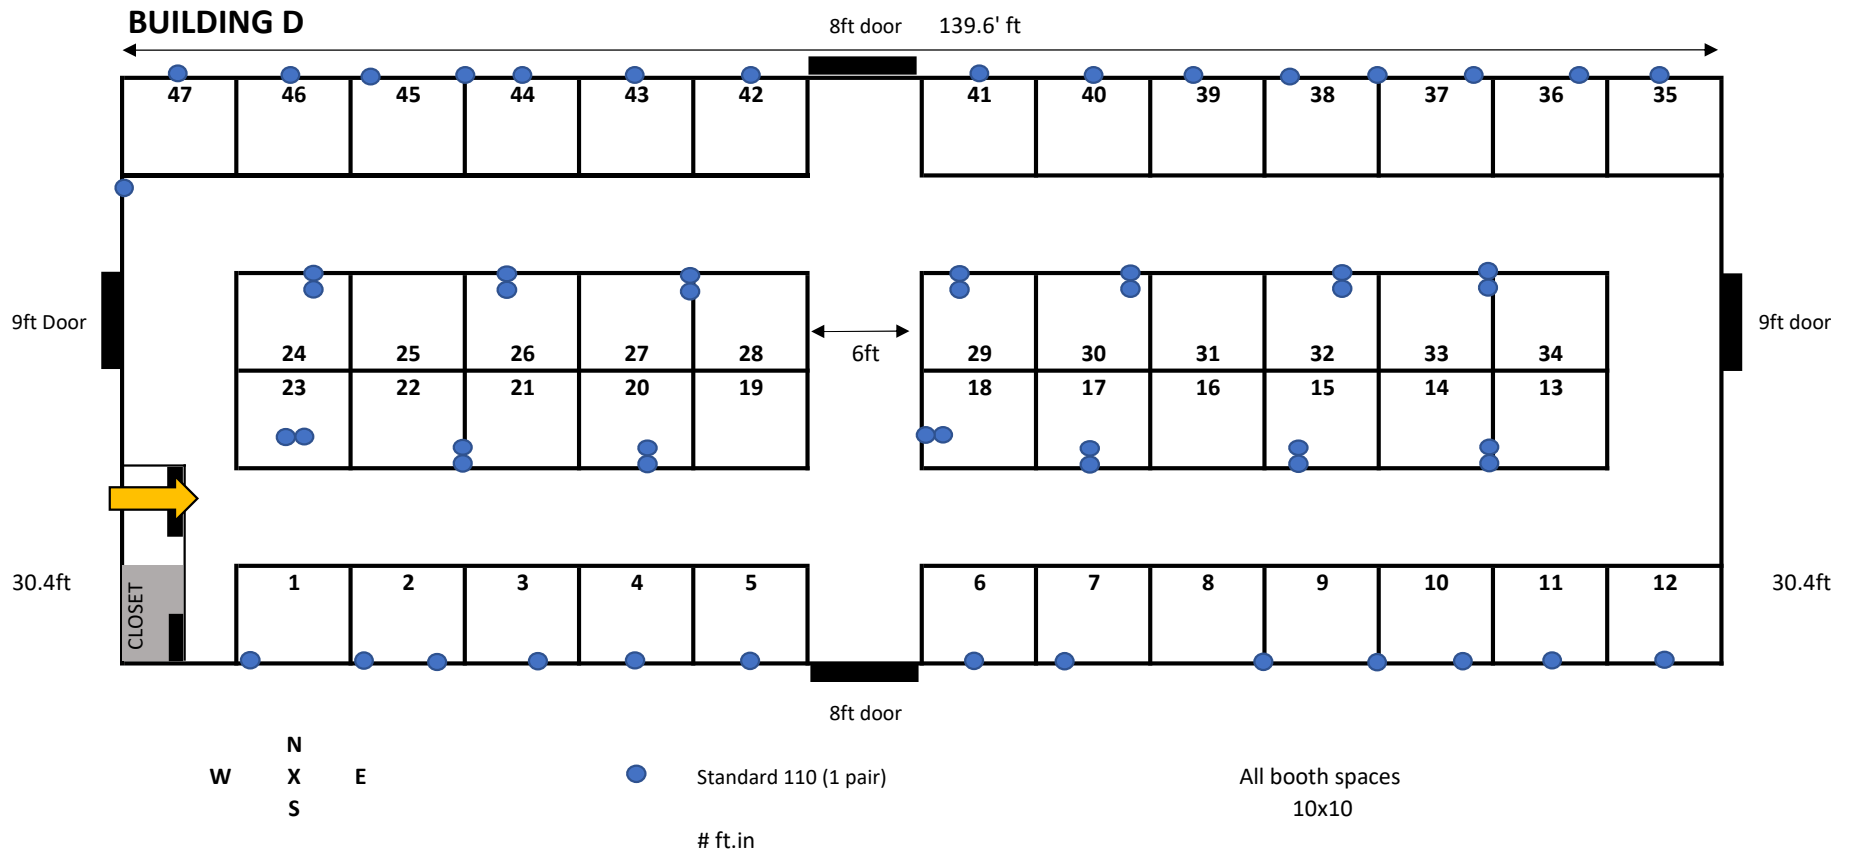 BUILDING D
8ft door 139.6' ft
47 46 45 44 43 42 41 40 39 38 37 36 35
9ft Door 9ft door
6ft
24 25 26 27 28 29 30 31 32 33 34
23 22 21 20 19 18 17 16 15 14 13
30.4ft CLOSET 1 2 3 4 5 6 7 8 9 10 11 12 30.4ft
8ft door
N
W X E
S
Standard 110 (1 pair)
# ft.in
All booth spaces
10x10